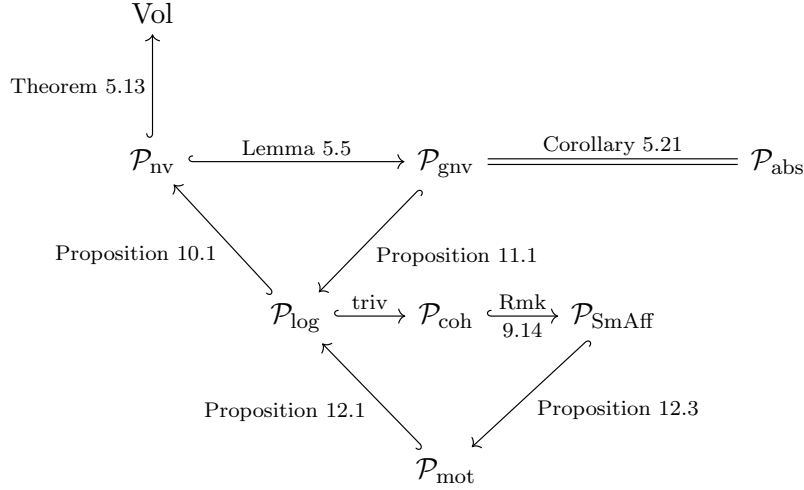 Vol
Theorem 5.13
𝒫_nv Lemma 5.5 𝒫_gnv Corollary 5.21 𝒫_abs
Proposition 10.1 Proposition 11.1
𝒫_log triv 𝒫_coh Rmk 9.14 𝒫_SmAff
Proposition 12.1 Proposition 12.3
𝒫_mot